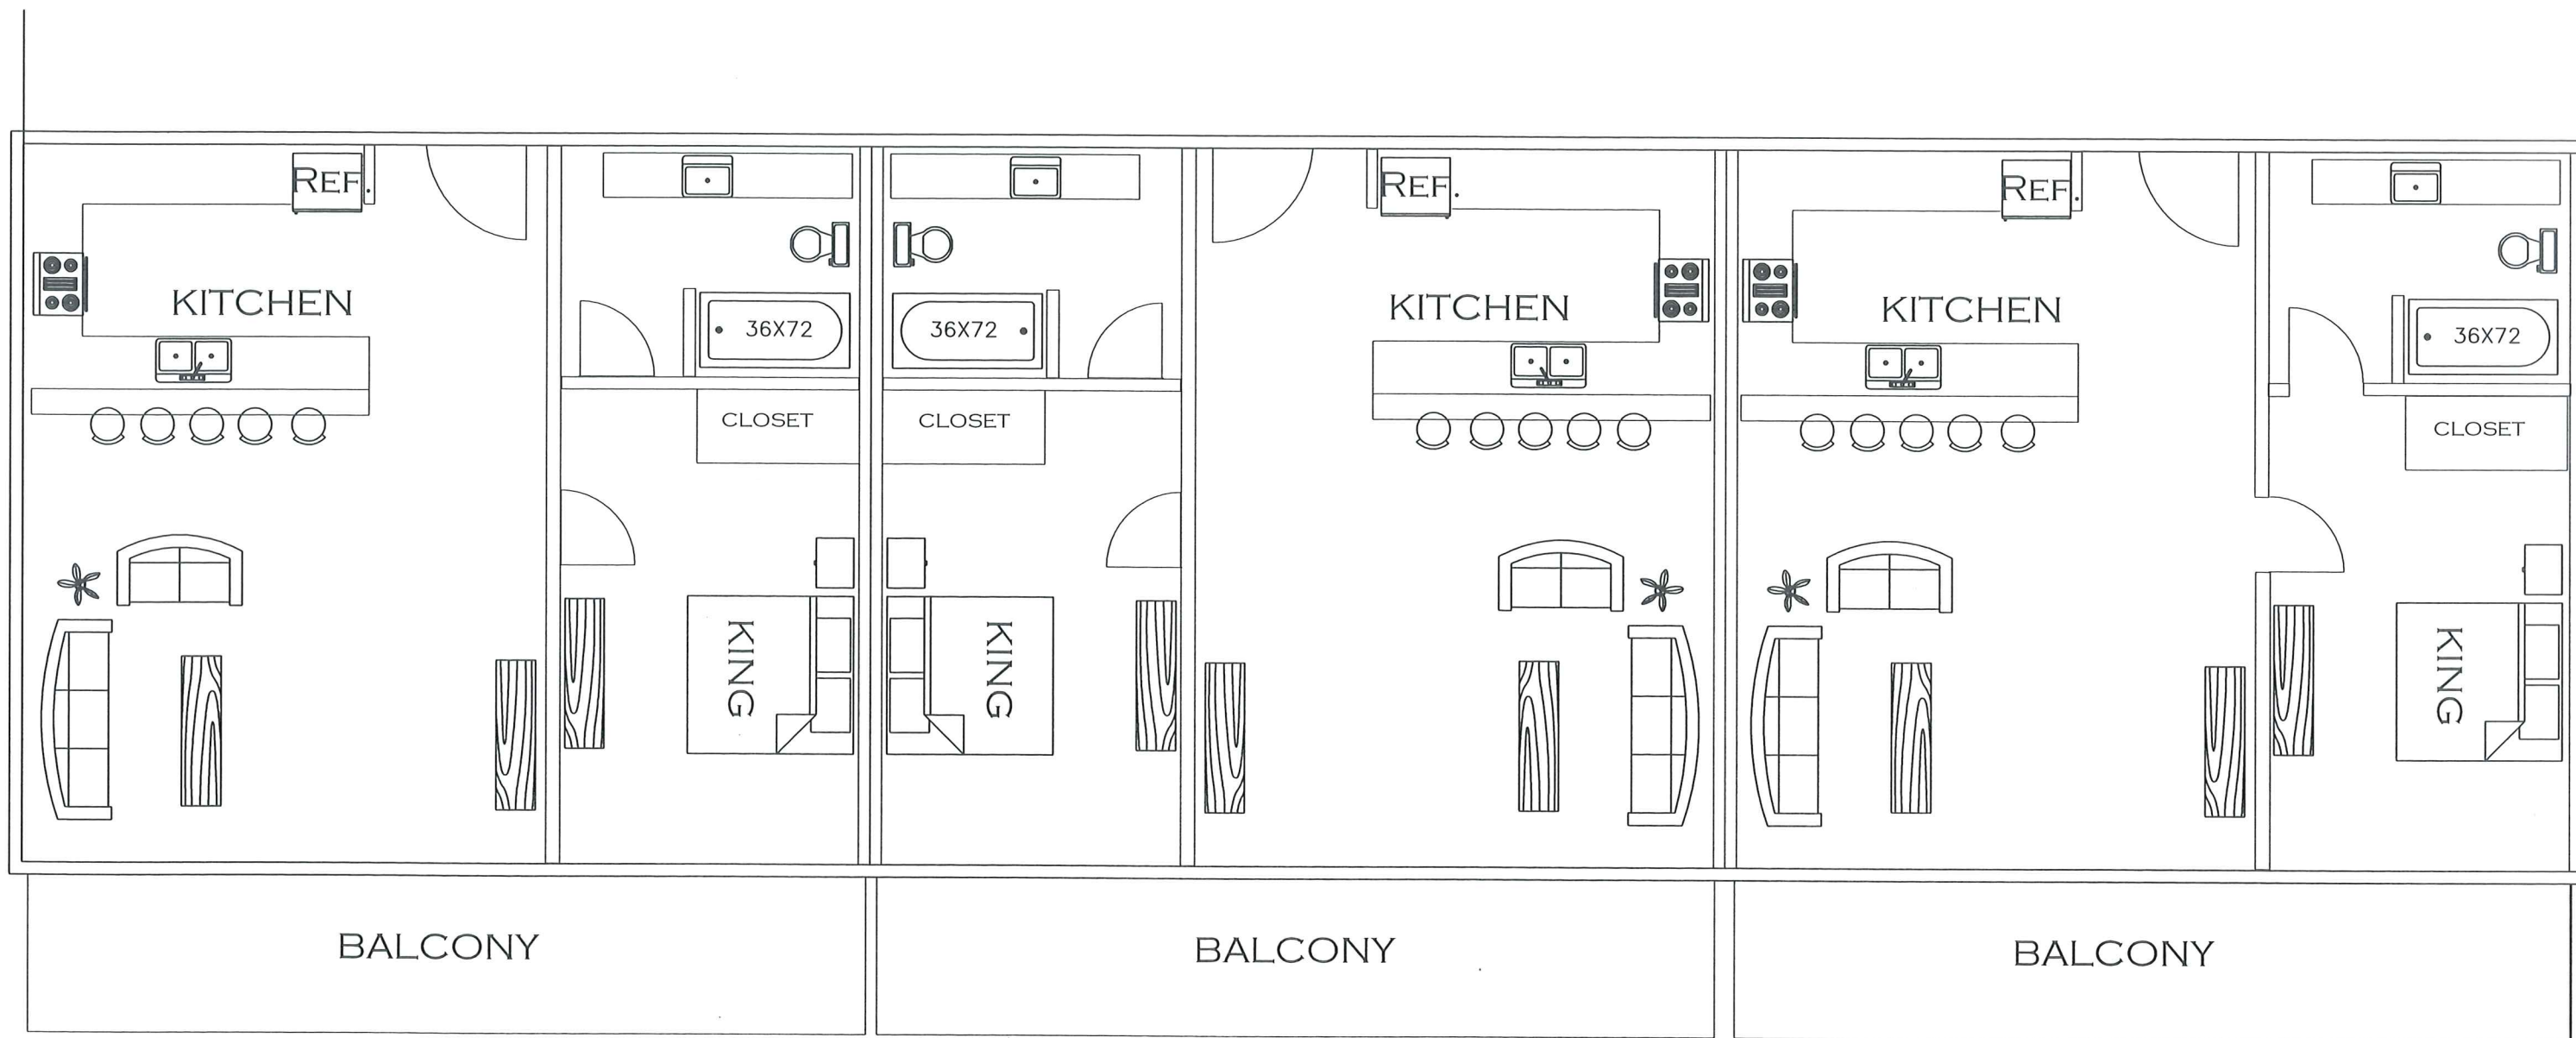 REF.
REF.
REF.
KITCHEN
KITCHEN
KITCHEN
36X72
36X72
36X72
CLOSET
CLOSET
CLOSET
KING
KING
KING
BALCONY
BALCONY
BALCONY